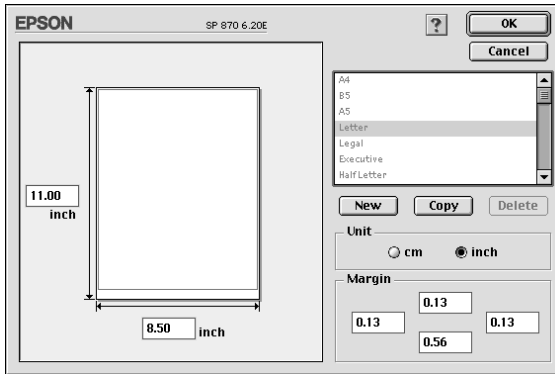 EPSON
SP 870 6.20E
?
OK
Cancel
11.00
inch
8.50 inch
A4
B5
A5
Letter
Legal
Executive
HalfLetter
New Copy Delete
Unit
cm inch
Margin
0.13
0.13 0.13
0.56